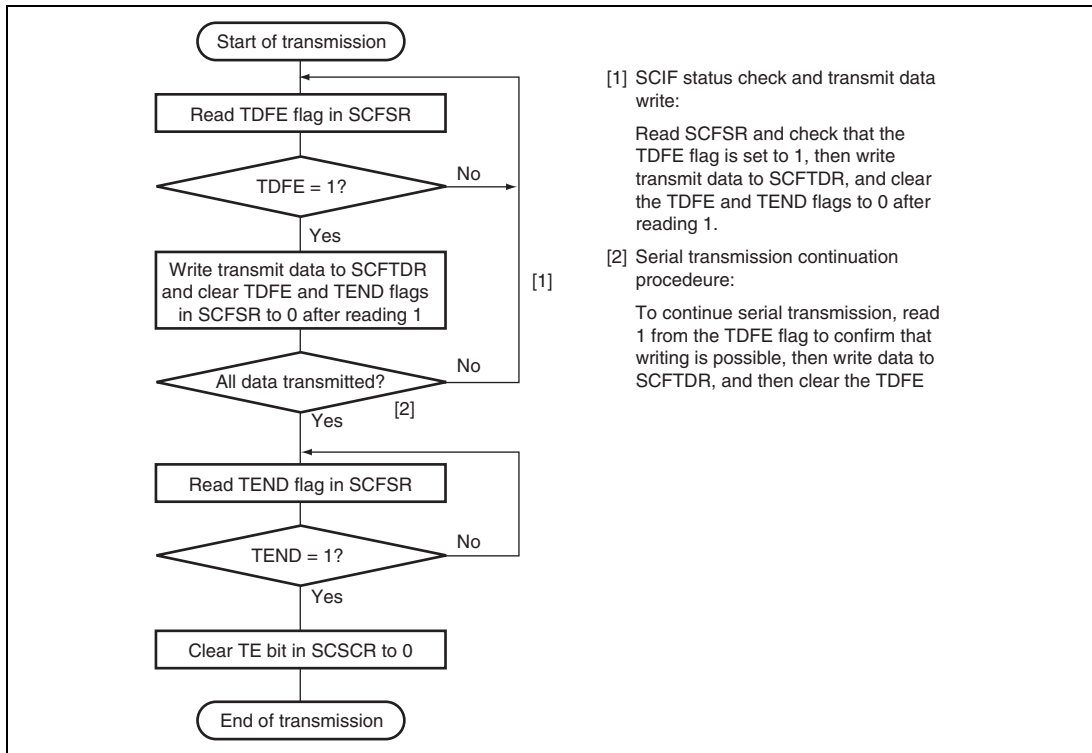 Start of transmission
Read TDFE flag in SCFSR
TDFE = 1?
No
Yes
Write transmit data to SCFTDR
and clear TDFE and TEND flags
in SCFSR to 0 after reading 1
[1]
All data transmitted?
No
[2]
Yes
Read TEND flag in SCFSR
TEND = 1?
No
Yes
Clear TE bit in SCSCR to 0
End of transmission
[1] SCIF status check and transmit data
write:
Read SCFSR and check that the
TDFE flag is set to 1, then write
transmit data to SCFTDR, and clear
the TDFE and TEND flags to 0 after
reading 1.
[2] Serial transmission continuation
procedeure:
To continue serial transmission, read
1 from the TDFE flag to confirm that
writing is possible, then write data to
SCFTDR, and then clear the TDFE